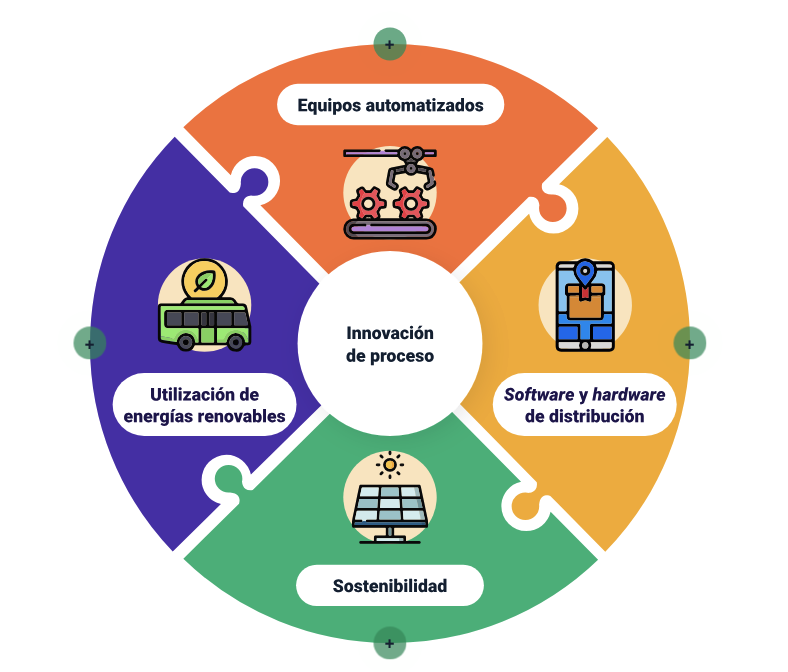 +
Equipos automatizados
Innovación
de proceso
Utilización de
energías renovables
+
Software y hardware
de distribución
+
Sostenibilidad
+